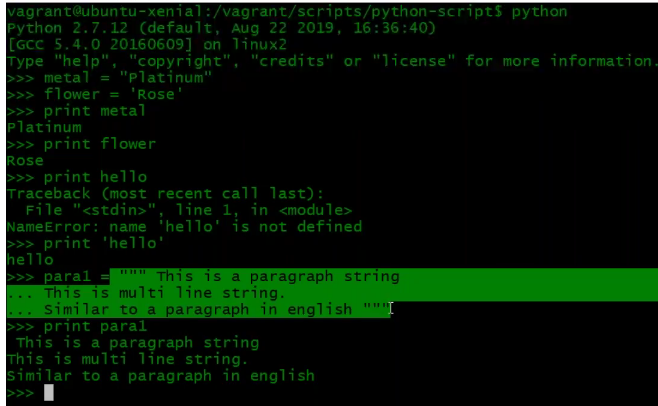 vagrant@ubuntu-xenial:/vagrant/scripts/python-script$ python
Python 2.7.12 (default, Aug 22 2019, 16:36:40)
[GCC 5.4.0 20160609] on linux2
Type "help", "copyright", "credits" or "license" for more information.
>>> metal = "Platinum"
>>> flower = 'Rose'
>>> print metal
Platinum
>>> print flower
Rose
>>> print hello
Traceback (most recent call last):
  File "<stdin>", line 1, in <module>
NameError: name 'hello' is not defined
>>> print 'hello'
hello
>>> para1 = """ This is a paragraph string
... This is multi line string.
... Similar to a paragraph in english """
>>> print para1
 This is a paragraph string
This is multi line string.
Similar to a paragraph in english
>>>